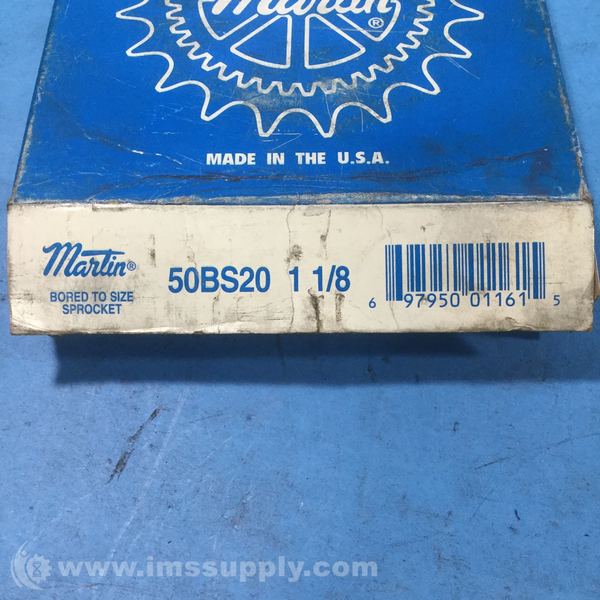 Martin®
MADE IN THE U.S.A.
Martin®
BORED TO SIZE
SPROCKET
50BS20 1 1/8
6 97950 01161 5
www.imssupply.com